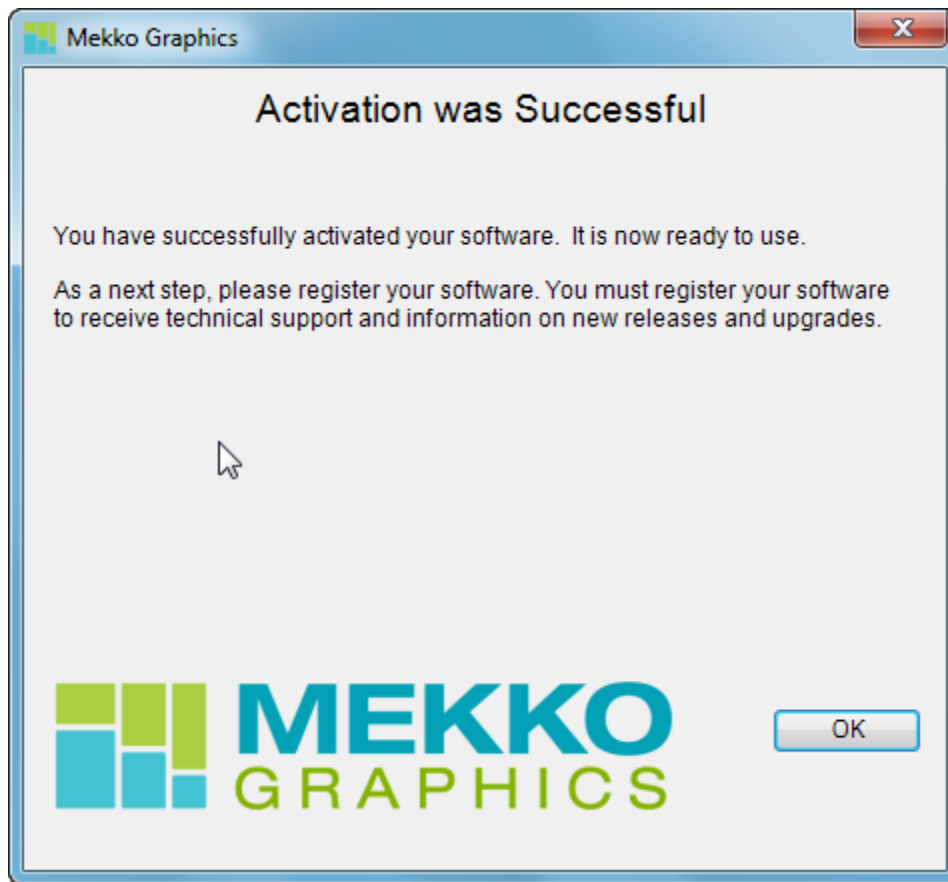 Mekko Graphics
Activation was Successful
You have successfully activated your software.  It is now ready to use.
As a next step, please register your software. You must register your software
to receive technical support and information on new releases and upgrades.
MEKKO
GRAPHICS
OK